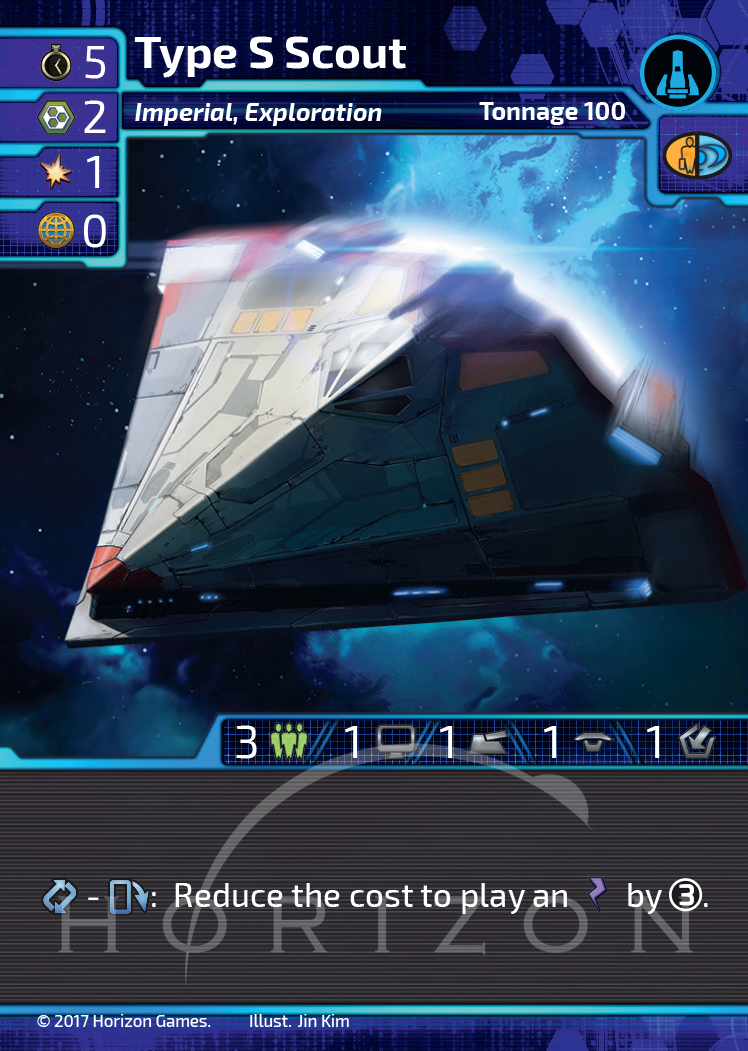 5 Type S Scout
2 Imperial, Exploration Tonnage 100
1
0
3 1 1 1 1
- : Reduce the cost to play an by 3.
HORIZON
© 2017 Horizon Games. Illust. Jin Kim